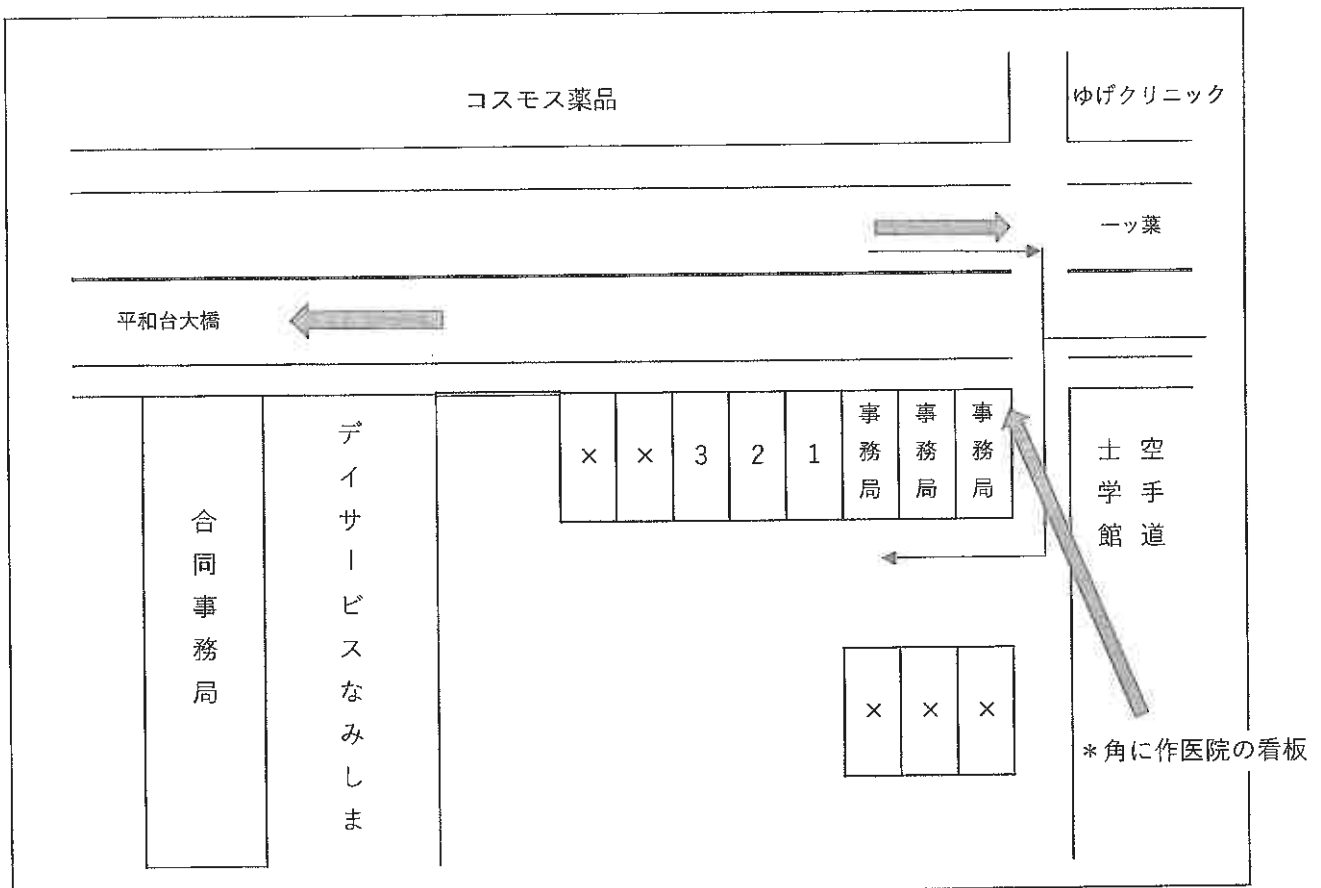 コスモス薬品
ゆげクリニック
一ッ葉
平和台大橋
合同事務局
デイサービスなみしま
×
×
3
2
1
事務局
事務局
事務局
空手道
士学館
×
×
×
*角に作医院の看板